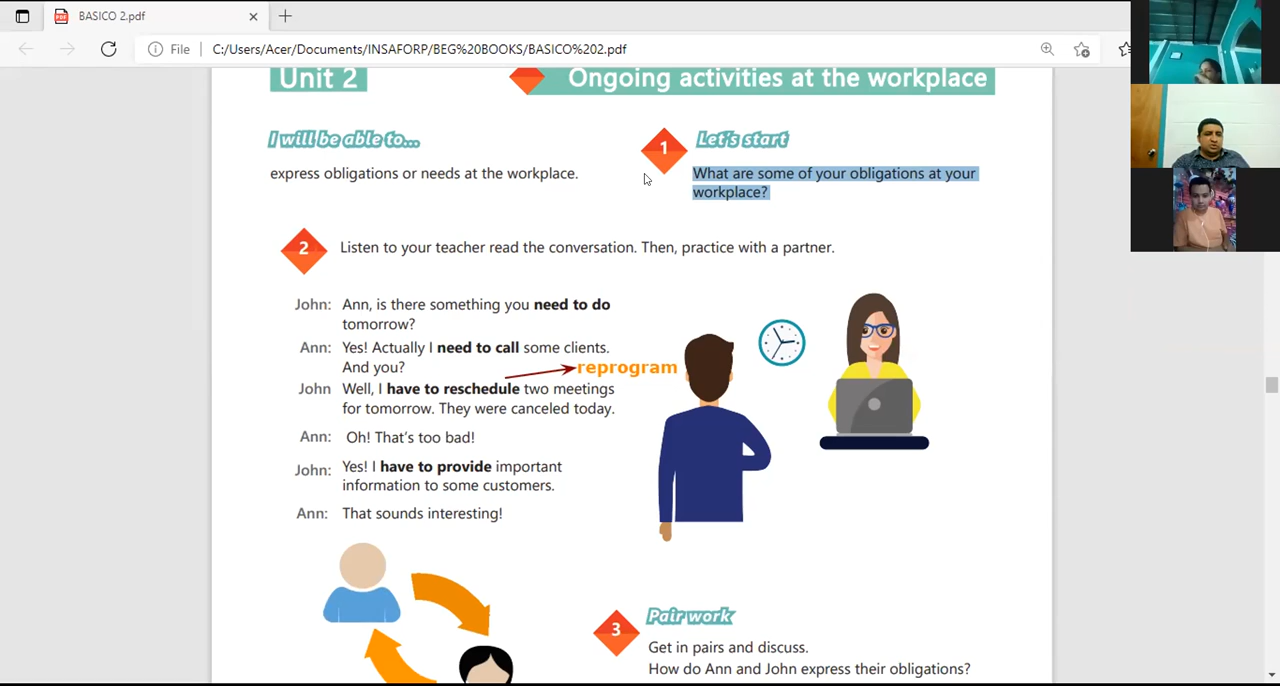 BASICO 2.pdf
File
C:/Users/Acer/Documents/INSAFORP/BEG%20BOOKS/BASICO%202.pdf
Unit 2
Ongoing activities at the workplace
I will be able to...
express obligations or needs at the workplace.
1
Let's start
What are some of your obligations at your
workplace?
2
Listen to your teacher read the conversation. Then, practice with a partner.
John: Ann, is there something you need to do
tomorrow?
Ann: Yes! Actually I need to call some clients.
And you?
reprogram
John Well, I have to reschedule two meetings
for tomorrow. They were canceled today.
Ann: Oh! That's too bad!
John: Yes! I have to provide important
information to some customers.
Ann: That sounds interesting!
3
Pair work
Get in pairs and discuss.
How do Ann and John express their obligations?